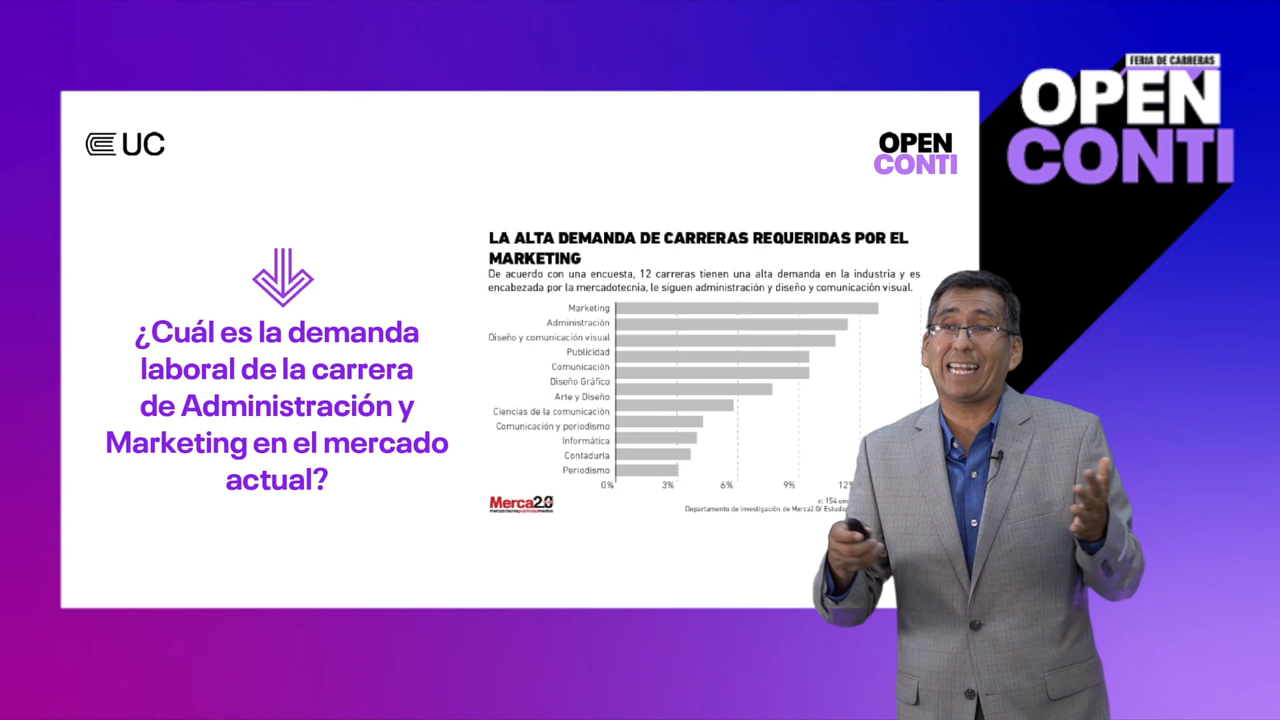 FERIA DE CARRERAS
OPEN
CONTI
UC
OPEN
CONTI
¿Cuál es la demanda
laboral de la carrera
de Administración y
Marketing en el mercado
actual?
LA ALTA DEMANDA DE CARRERAS REQUERIDAS POR EL
MARKETING
De acuerdo con una encuesta, 12 carreras tienen una alta demanda en la industria y es
encabezada por la mercadotecnia, le siguen administración y diseño y comunicación visual.
Marketing
Administración
Diseño y comunicación visual
Publicidad
Comunicación
Diseño Gráfico
Arte y Diseño
Ciencias de la comunicación
Comunicación y periodismo
Informática
Contaduría
Periodismo
0% 3% 6% 9% 12%
Merca2.0
n: 154
Departamento de Investigación de Merca2.0/ Estudio